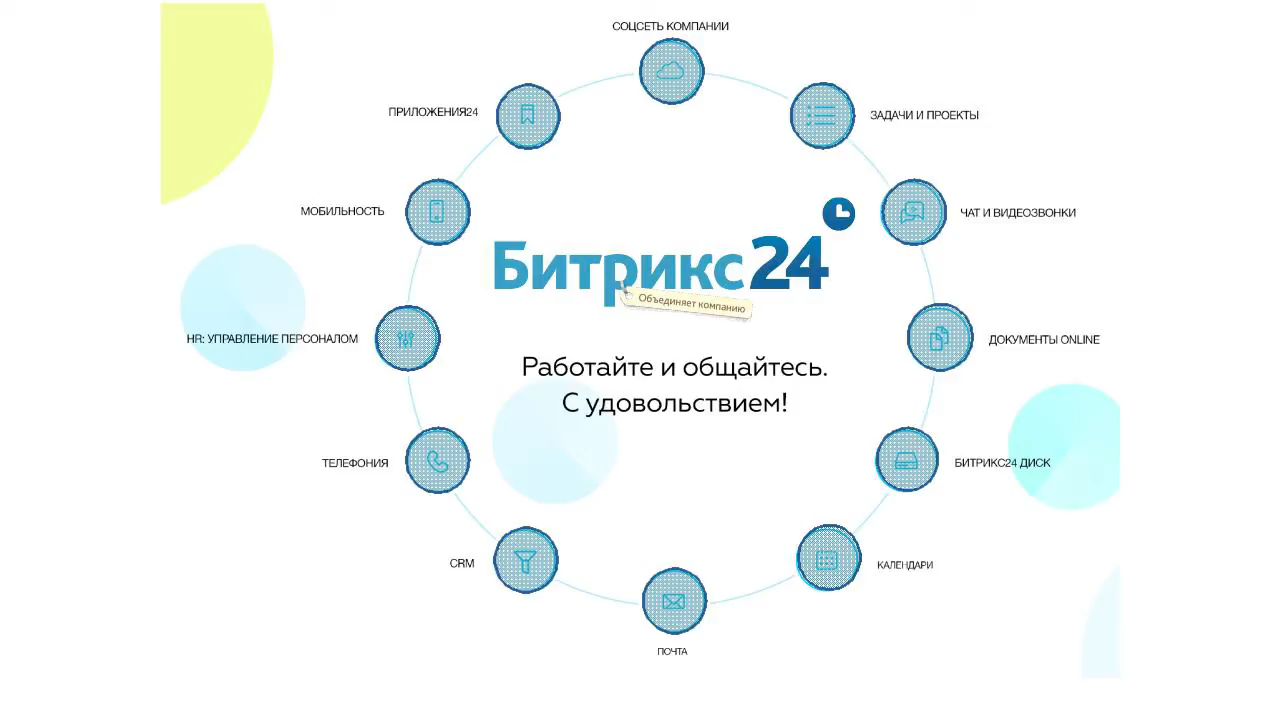 СОЦСЕТЬ КОМПАНИИ
ПРИЛОЖЕНИЯ24
ЗАДАЧИ И ПРОЕКТЫ
МОБИЛЬНОСТЬ
ЧАТ И ВИДЕОЗВОНКИ
Битрикс24
Объединяет компанию
HR: УПРАВЛЕНИЕ ПЕРСОНАЛОМ
ДОКУМЕНТЫ ONLINE
Работайте и общайтесь.
С удовольствием!
ТЕЛЕФОНИЯ
БИТРИКС24 ДИСК
CRM
КАЛЕНДАРИ
ПОЧТА